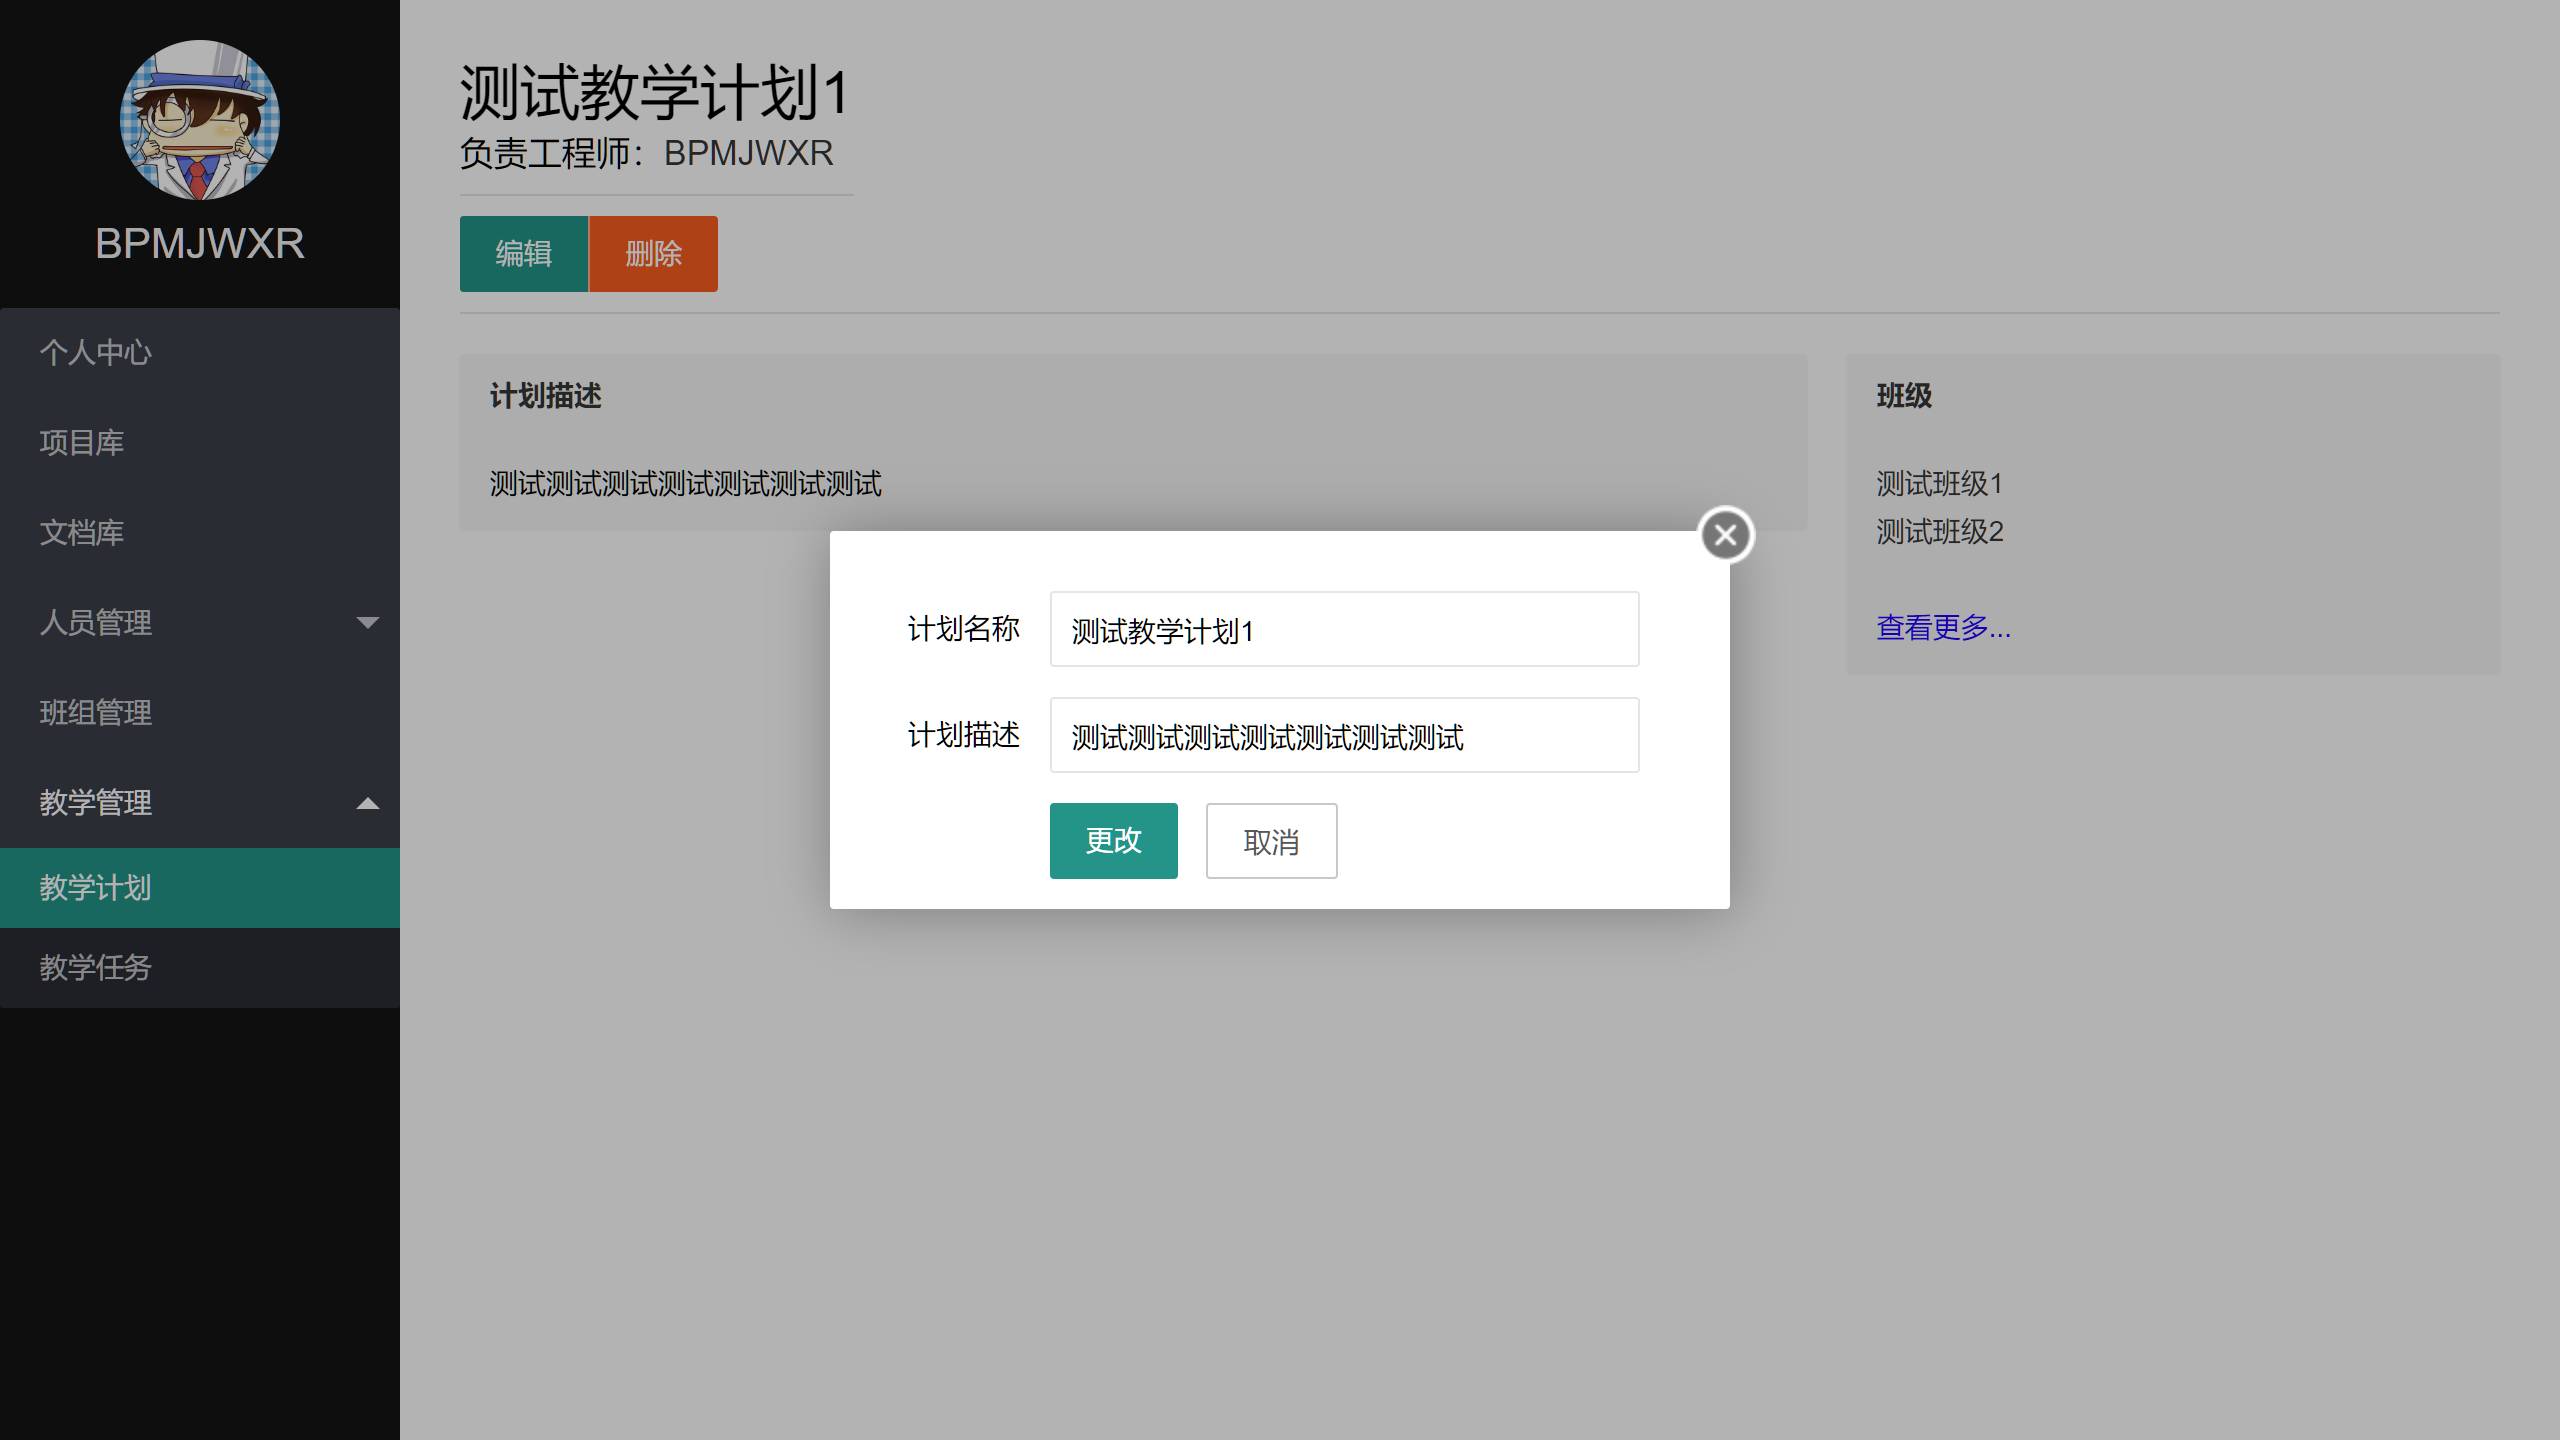 BPMJWXR
个人中心
项目库
文档库
人员管理
班组管理
教学管理
教学计划
教学任务
测试教学计划1
负责工程师：BPMJWXR
编辑 删除
计划描述
测试测试测试测试测试测试测试
班级
测试班级1
测试班级2
查看更多...
计划名称 测试教学计划1
计划描述 测试测试测试测试测试测试测试
更改 取消